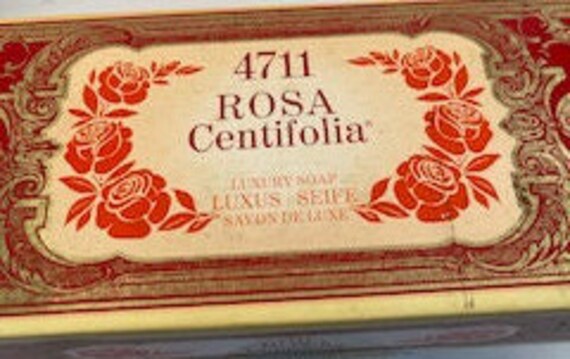 4711
ROSA
Centifolia®
LUXURY SOAP
LUXUS - SEIFE
SAVON DE LUXE